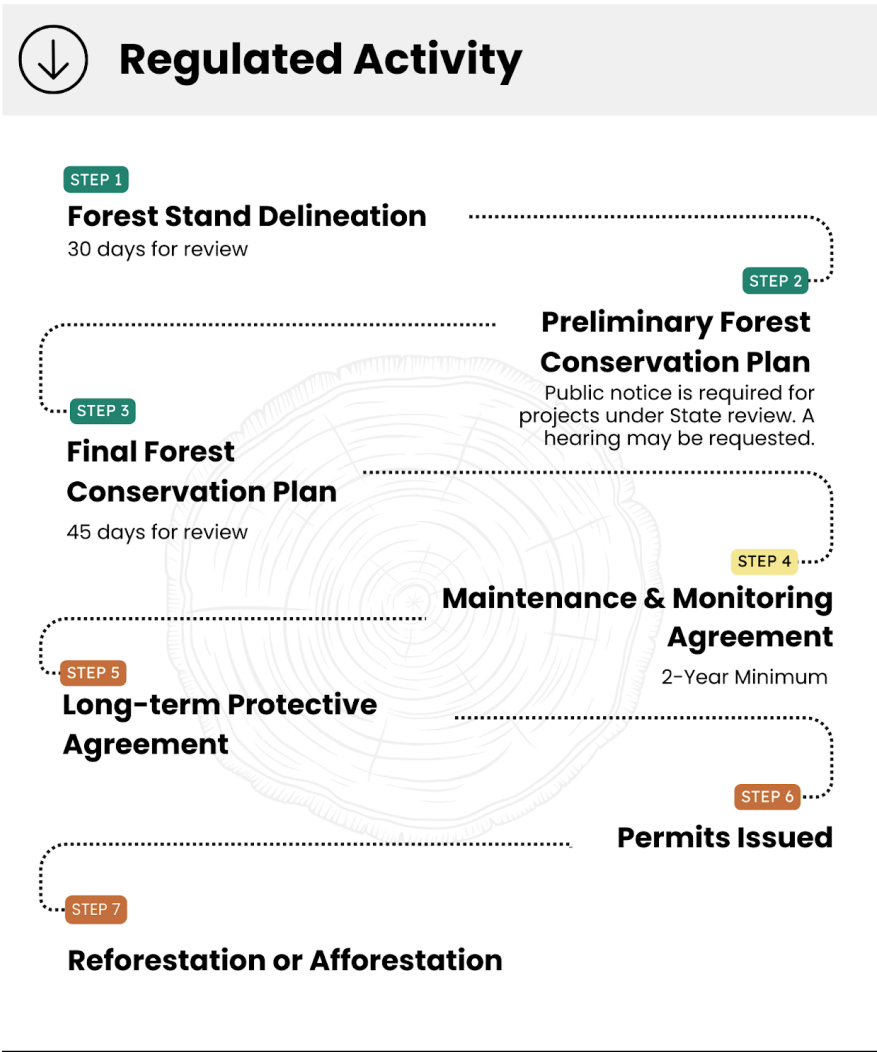 Regulated Activity
STEP 1
Forest Stand Delineation
30 days for review
STEP 2
Preliminary Forest
Conservation Plan
Public notice is required for
projects under State review. A
hearing may be requested.
STEP 3
Final Forest
Conservation Plan
45 days for review
STEP 4
Maintenance & Monitoring
Agreement
2-Year Minimum
STEP 5
Long-term Protective
Agreement
STEP 6
Permits Issued
STEP 7
Reforestation or Afforestation